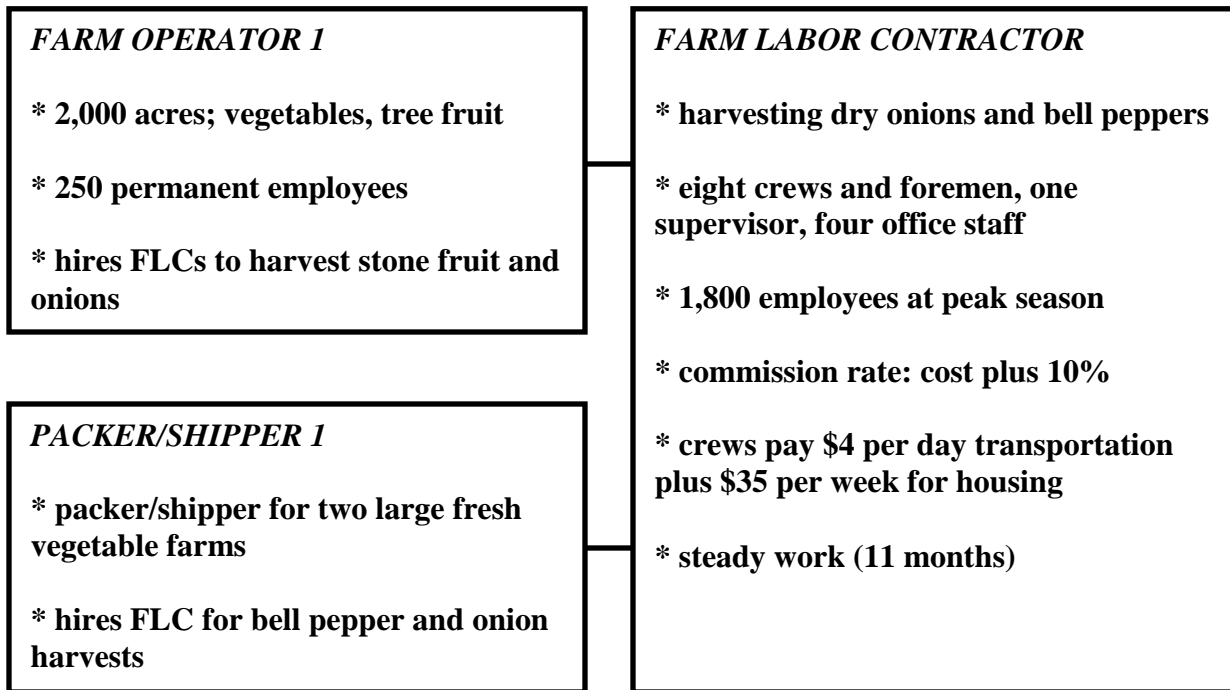 FARM OPERATOR 1
* 2,000 acres; vegetables, tree fruit
* 250 permanent employees
* hires FLCs to harvest stone fruit and
onions
PACKER/SHIPPER 1
* packer/shipper for two large fresh
vegetable farms
* hires FLC for bell pepper and onion
harvests
FARM LABOR CONTRACTOR
* harvesting dry onions and bell peppers
* eight crews and foremen, one
supervisor, four office staff
* 1,800 employees at peak season
* commission rate: cost plus 10%
* crews pay $4 per day transportation
plus $35 per week for housing
* steady work (11 months)